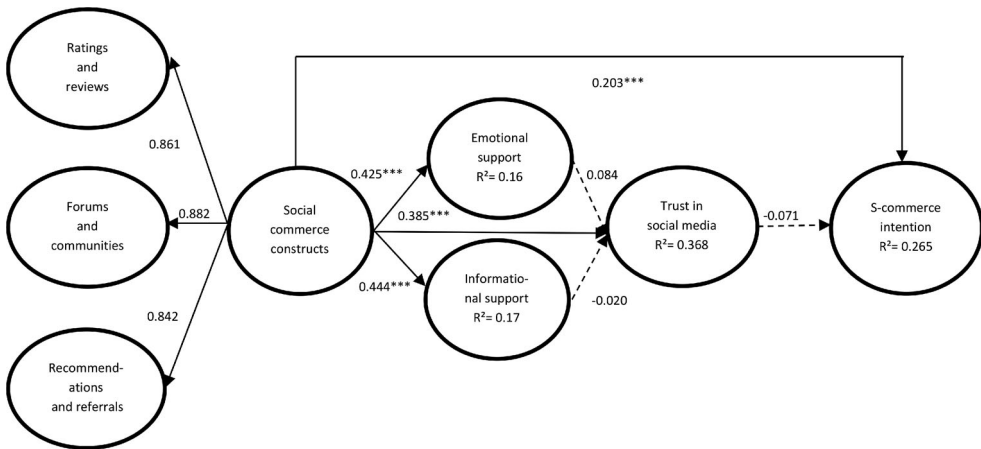 Ratings
and
reviews
0.861
Forums
and
communities
0.882
Recommend-
ations
and referrals
0.842
Social
commerce
constructs
0.203***
0.425***
0.385***
0.444***
Emotional
support
R²= 0.16
Informatio-
nal support
R²= 0.17
0.084
-0.020
Trust in
social media
R²= 0.368
-0.071
S-commerce
intention
R²= 0.265